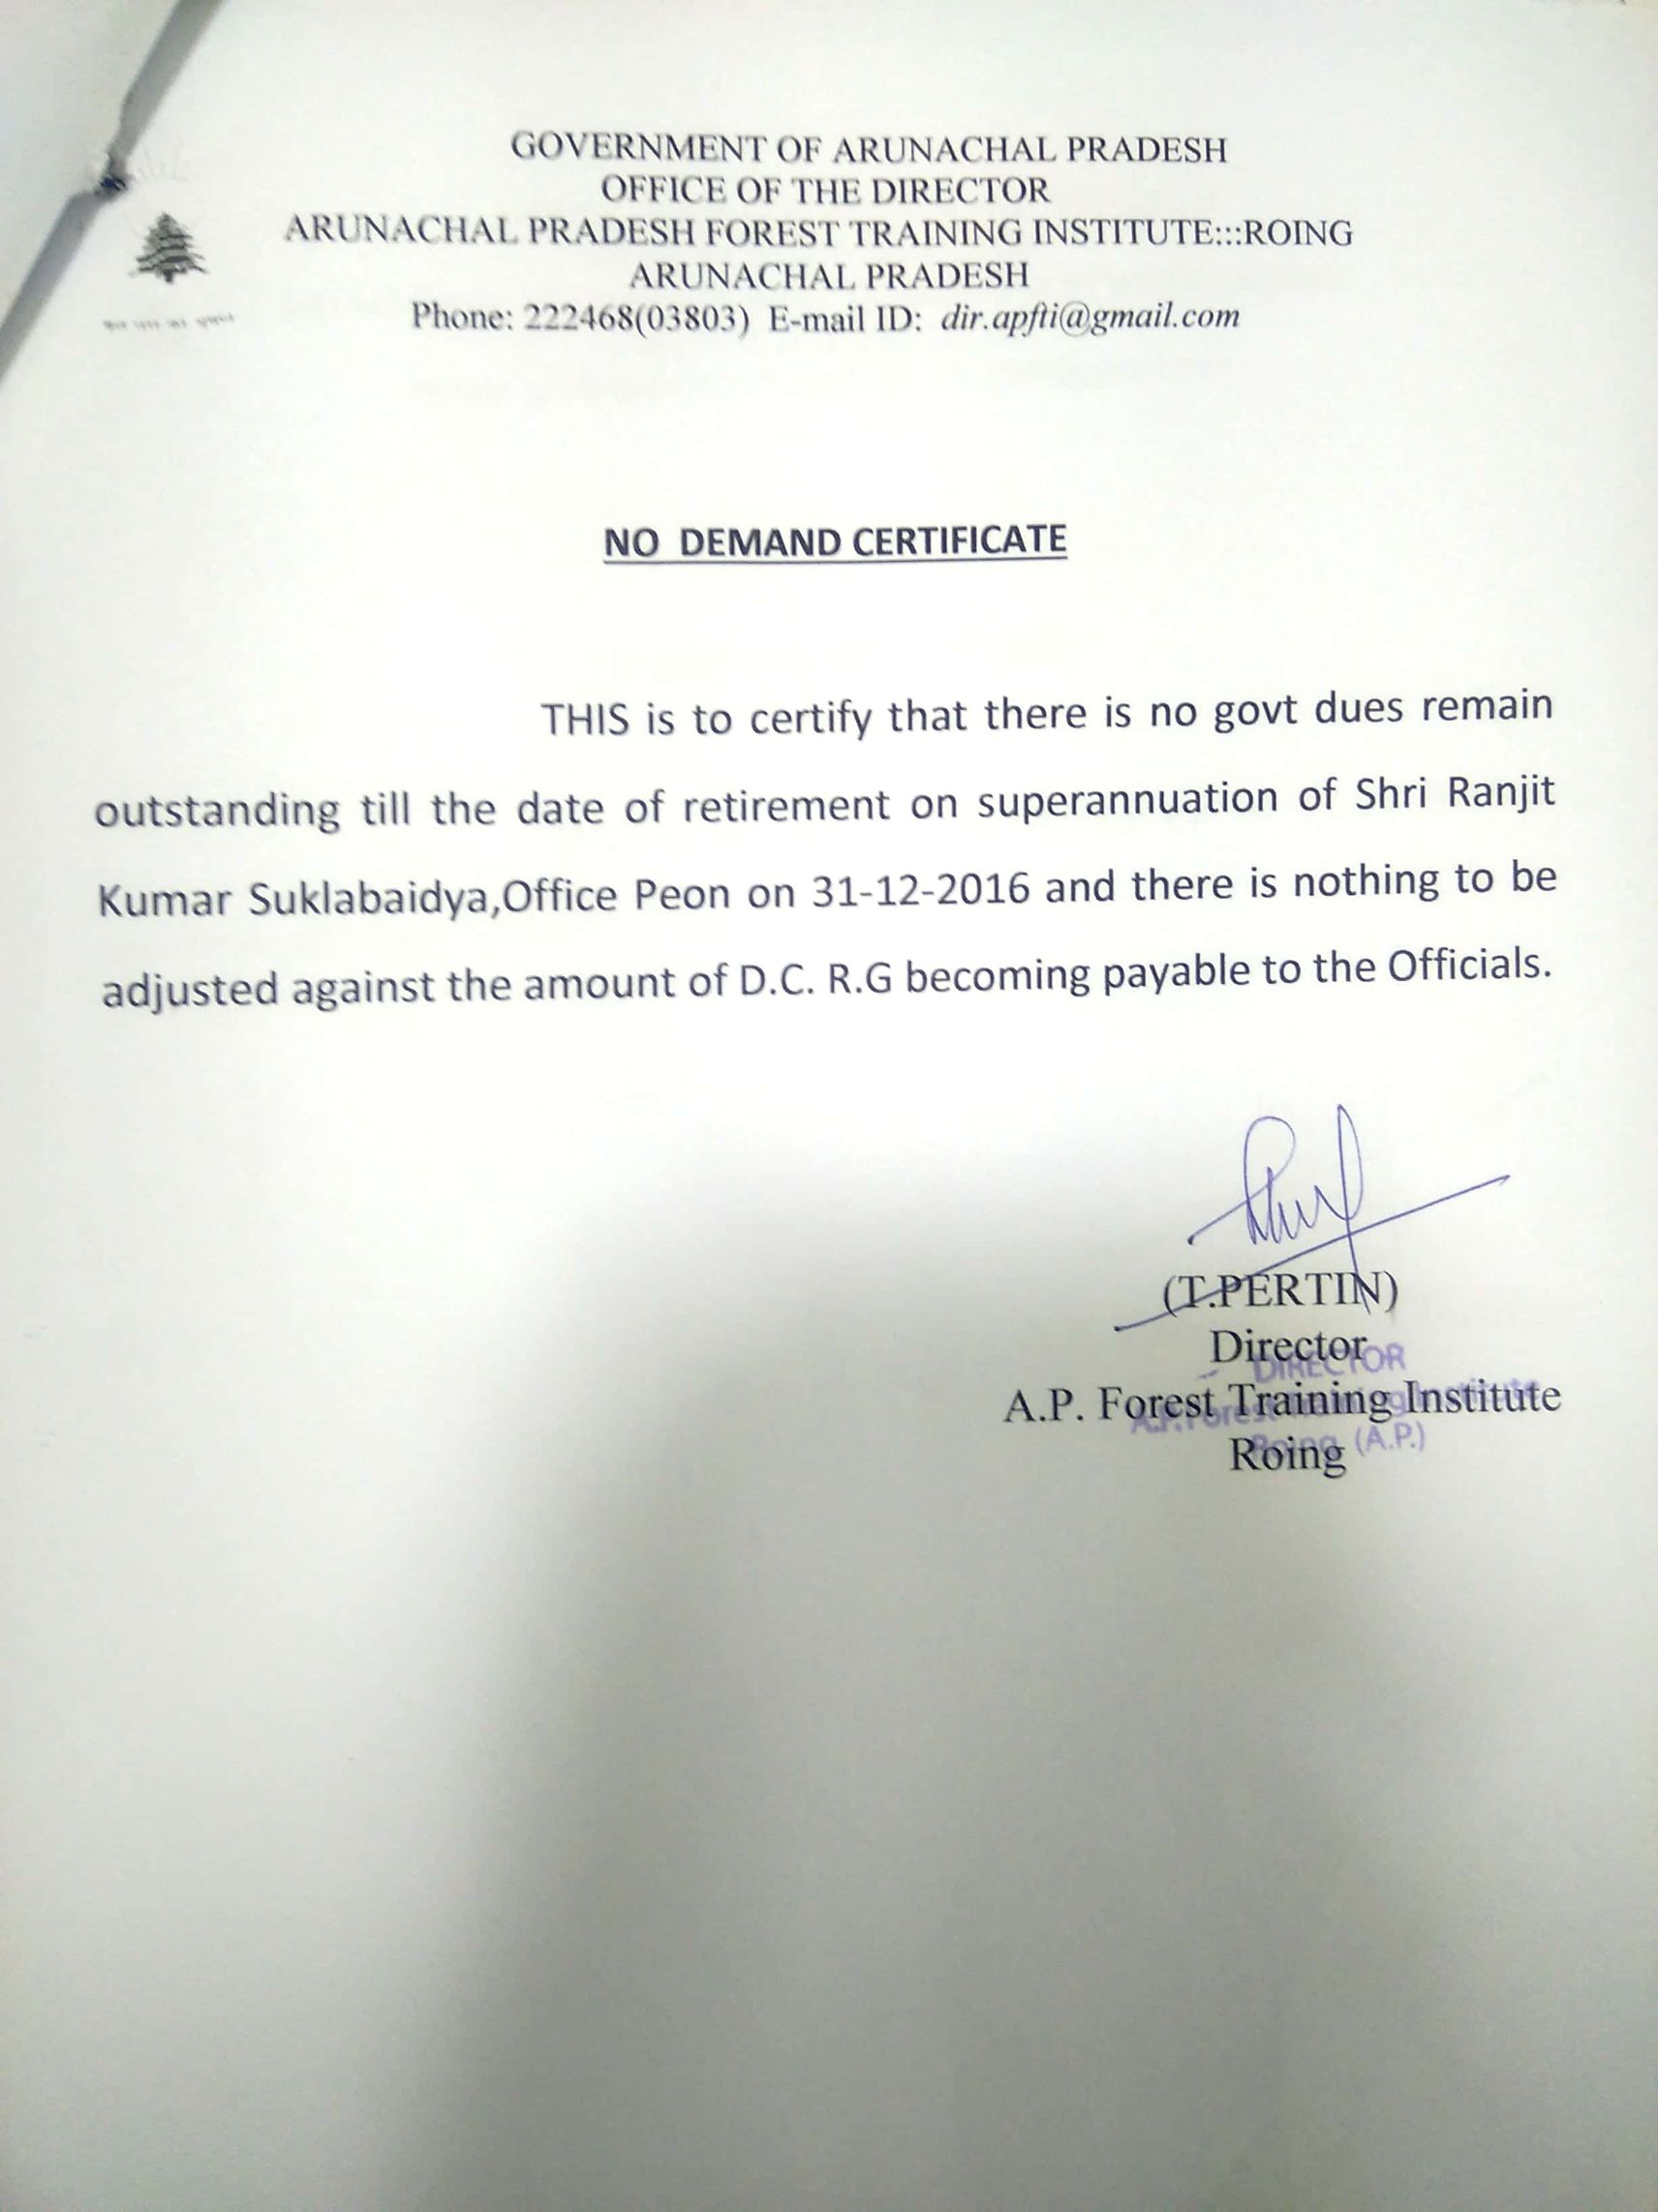 GOVERNMENT OF ARUNACHAL PRADESH
OFFICE OF THE DIRECTOR
ARUNACHAL PRADESH FOREST TRAINING INSTITUTE:::ROING
ARUNACHAL PRADESH
Phone: 222468(03803) E-mail ID: dir.apfti@gmail.com
NO DEMAND CERTIFICATE
THIS is to certify that there is no govt dues remain
outstanding till the date of retirement on superannuation of Shri Ranjit
Kumar Suklabaidya,Office Peon on 31-12-2016 and there is nothing to be
adjusted against the amount of D.C. R.G becoming payable to the Officials.
(T.PERTIN)
Director
DIRECTOR
A.P. Forest Training Institute
A.P. Forest Training Institute
Roing
Roing (A.P.)